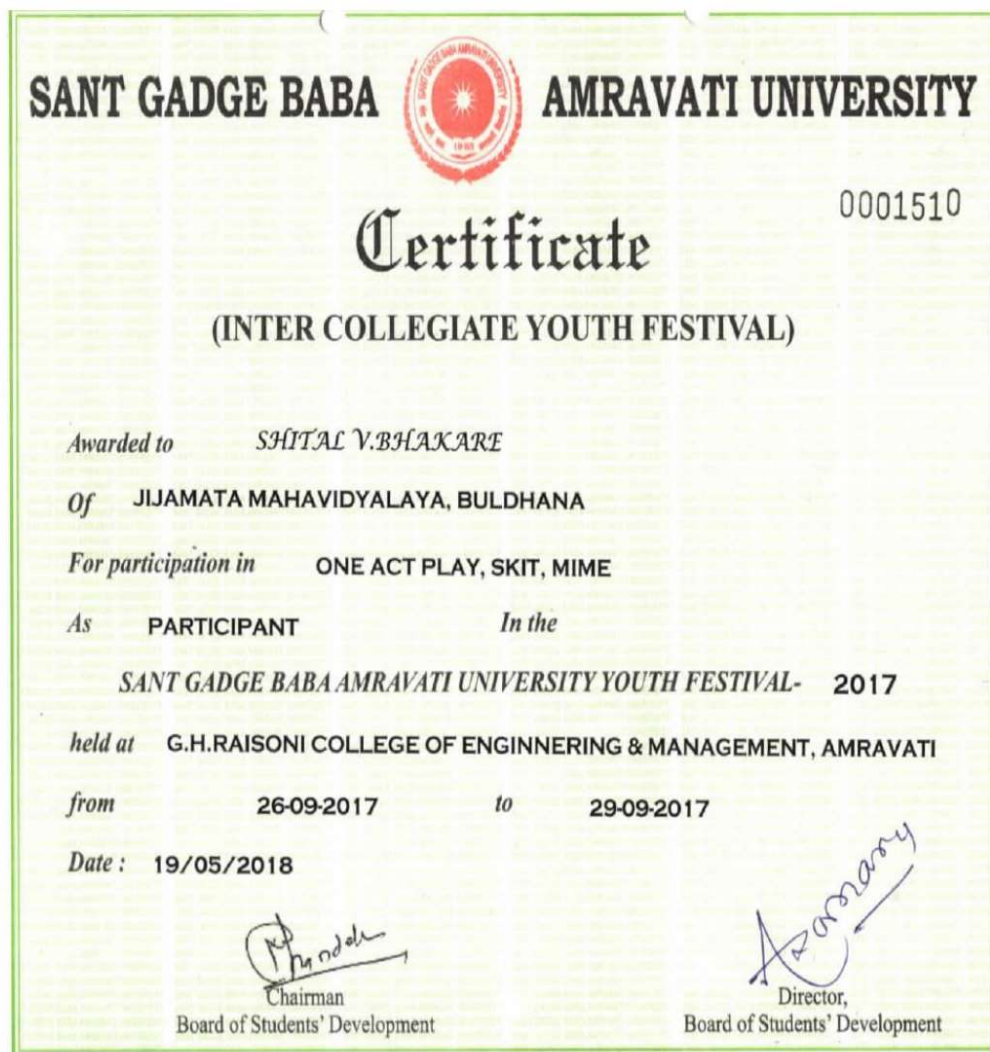 SANT GADGE BABA AMRAVATI UNIVERSITY
0001510
Certificate
(INTER COLLEGIATE YOUTH FESTIVAL)
Awarded to SHITAL V.BHAKARE
Of JIJAMATA MAHAVIDYALAYA, BULDHANA
For participation in ONE ACT PLAY, SKIT, MIME
As PARTICIPANT In the
SANT GADGE BABA AMRAVATI UNIVERSITY YOUTH FESTIVAL- 2017
held at G.H.RAISONI COLLEGE OF ENGINNERING & MANAGEMENT, AMRAVATI
from 26-09-2017 to 29-09-2017
Date : 19/05/2018
Chairman
Board of Students' Development
Director,
Board of Students' Development